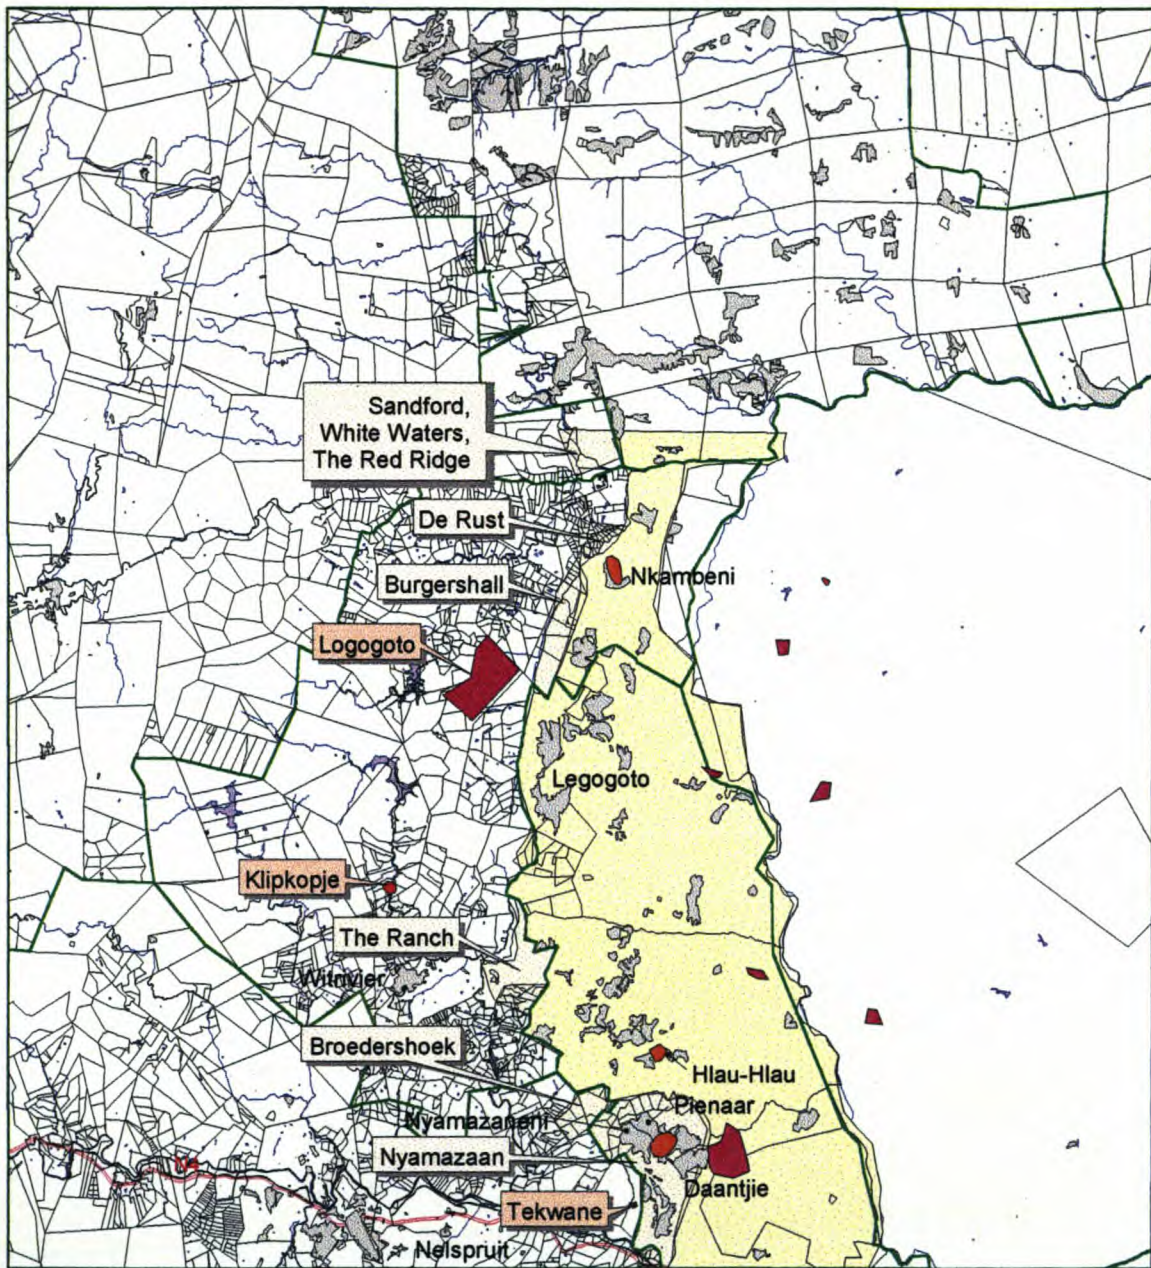 Sandford,
White Waters,
The Red Ridge
De Rust
Nkambeni
Burgershall
Logogoto
Legogoto
Klipkopje
The Ranch
Witrivier
Broedershoek
Hlau-Hlau
Pienaar
Nyamazaneni
Nyamazaan
N4
Daantjie
Tekwane
Nelspruit